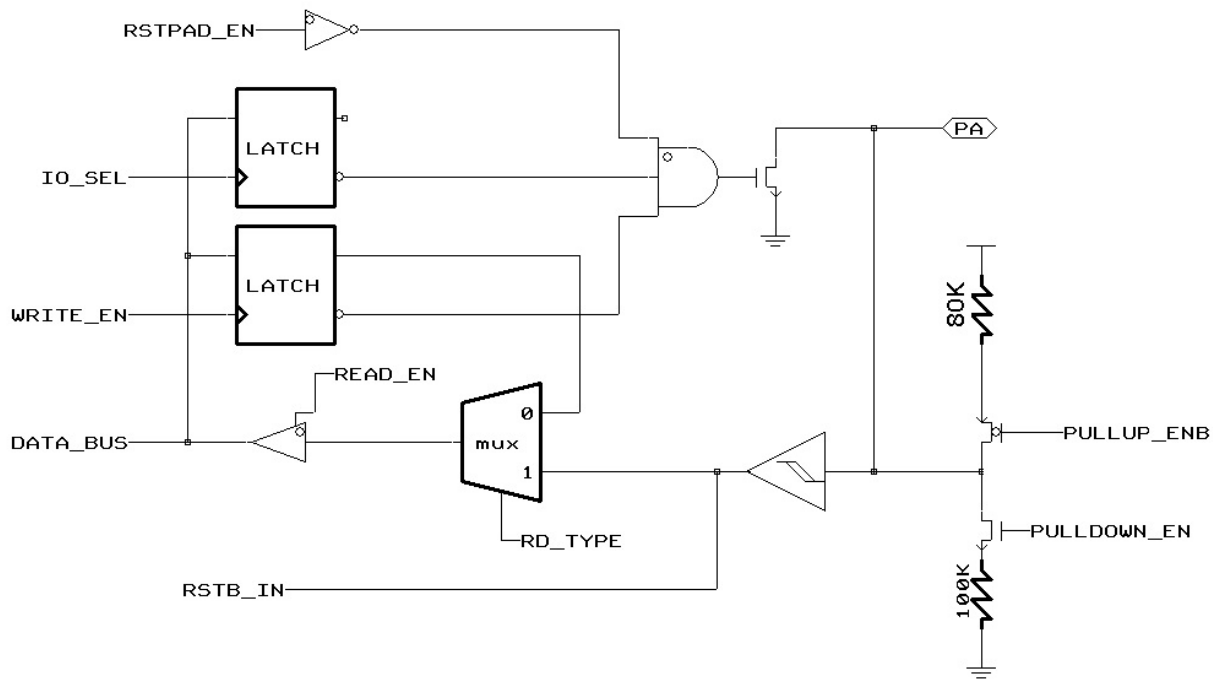 RSTPAD_EN
PA
LATCH
IO_SEL
LATCH
80K
WRITE_EN
READ_EN
0
DATA_BUS
mux
PULLUP_ENB
1
PULLDOWN_EN
RD_TYPE
RSTB_IN
100K